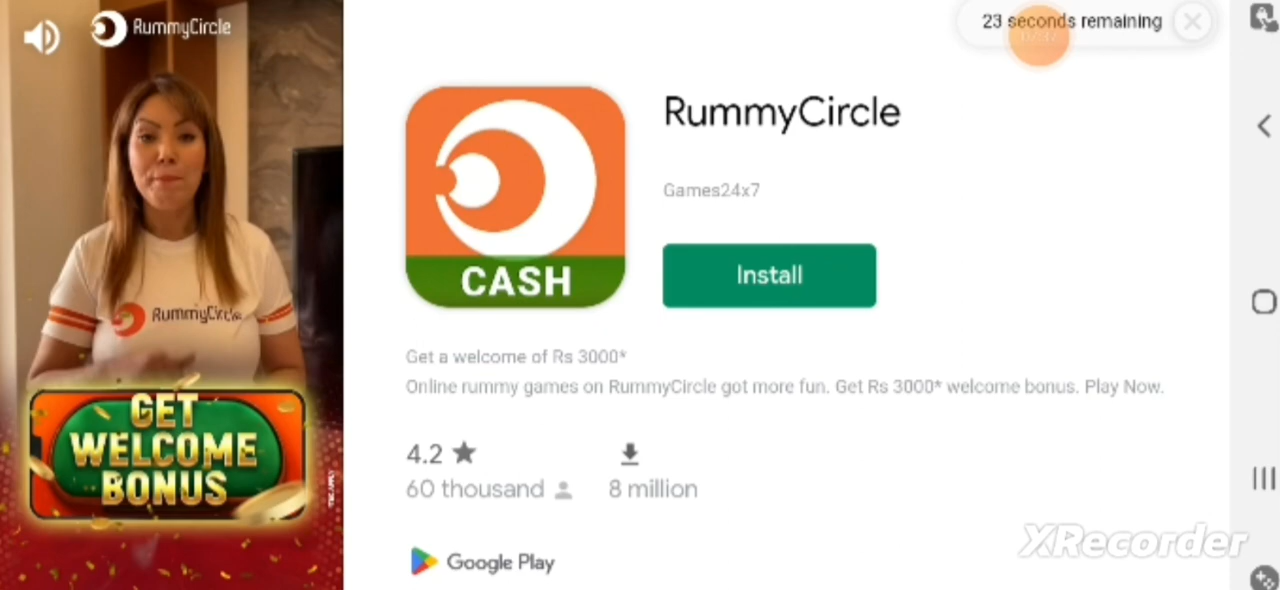 RummyCircle
RummyCircle
GET
WELCOME
BONUS
23 seconds remaining
RummyCircle
Games24x7
CASH
Install
Get a welcome of Rs 3000*
Online rummy games on RummyCircle got more fun. Get Rs 3000* welcome bonus. Play Now.
4.2
60 thousand
8 million
Google Play
XRecorder